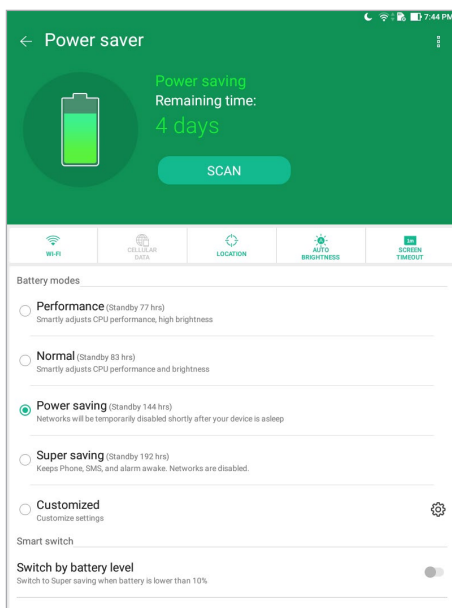 7:44 PM
Power saver
Power saving
Remaining time:
4 days
SCAN
WI-FI
CELLULAR
DATA
LOCATION
AUTO
BRIGHTNESS
1m
SCREEN
TIMEOUT
Battery modes
Performance (Standby 77 hrs)
Smartly adjusts CPU performance, high brightness
Normal (Standby 83 hrs)
Smartly adjusts CPU performance and brightness
Power saving (Standby 144 hrs)
Networks will be temporarily disabled shortly after your device is asleep
Super saving (Standby 192 hrs)
Keeps Phone, SMS, and alarm awake. Networks are disabled.
Customized
Customize settings
Smart switch
Switch by battery level
Switch to Super saving when battery is lower than 10%